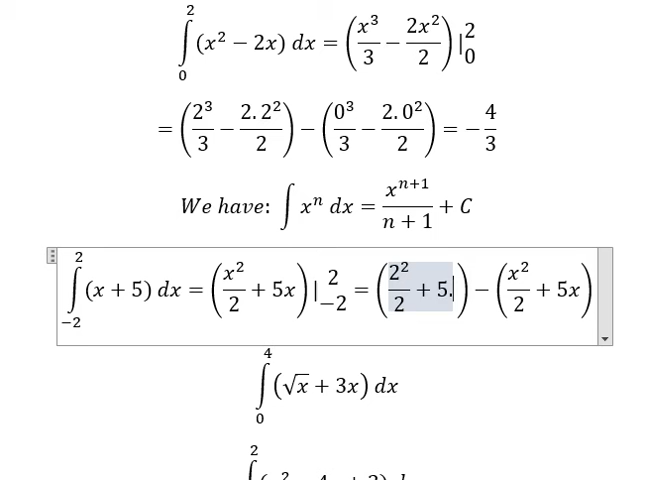 ∫₀² (x² − 2x) dx = (x³/3 − 2x²/2)|₀²
= (2³/3 − 2.2²/2) − (0³/3 − 2.0²/2) = −4/3
We have: ∫ xⁿ dx = xⁿ⁺¹/(n + 1) + C
∫₋₂² (x + 5) dx = (x²/2 + 5x)|₋₂² = (2²/2 + 5.) − (x²/2 + 5x)
∫₀⁴ (√x + 3x) dx